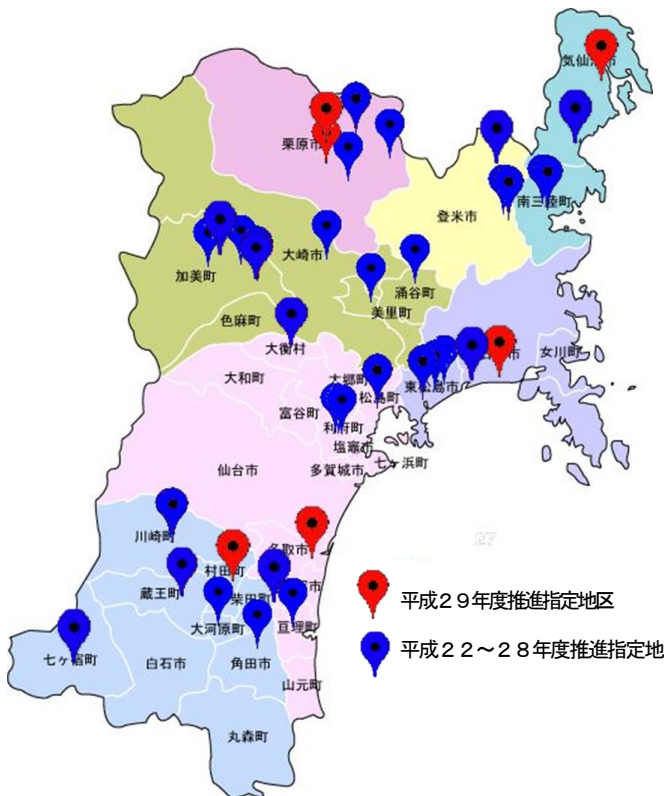 気仙沼市
栗原市
南三陸町
登米市
大崎市
加美町
涌谷町
美里町
色麻町
女川町
大衡村
大和町
大郷町
東松島市
松島町
富谷町
利府町
塩竈市
七ヶ浜町
仙台市
多賀城市
川崎町
名取市
村田町
蔵王町
柴田町
大河原町
亘理町
七ヶ宿町
白石市
角田市
山元町
丸森町
平成29年度推進指定地区
平成22~28年度推進指定地